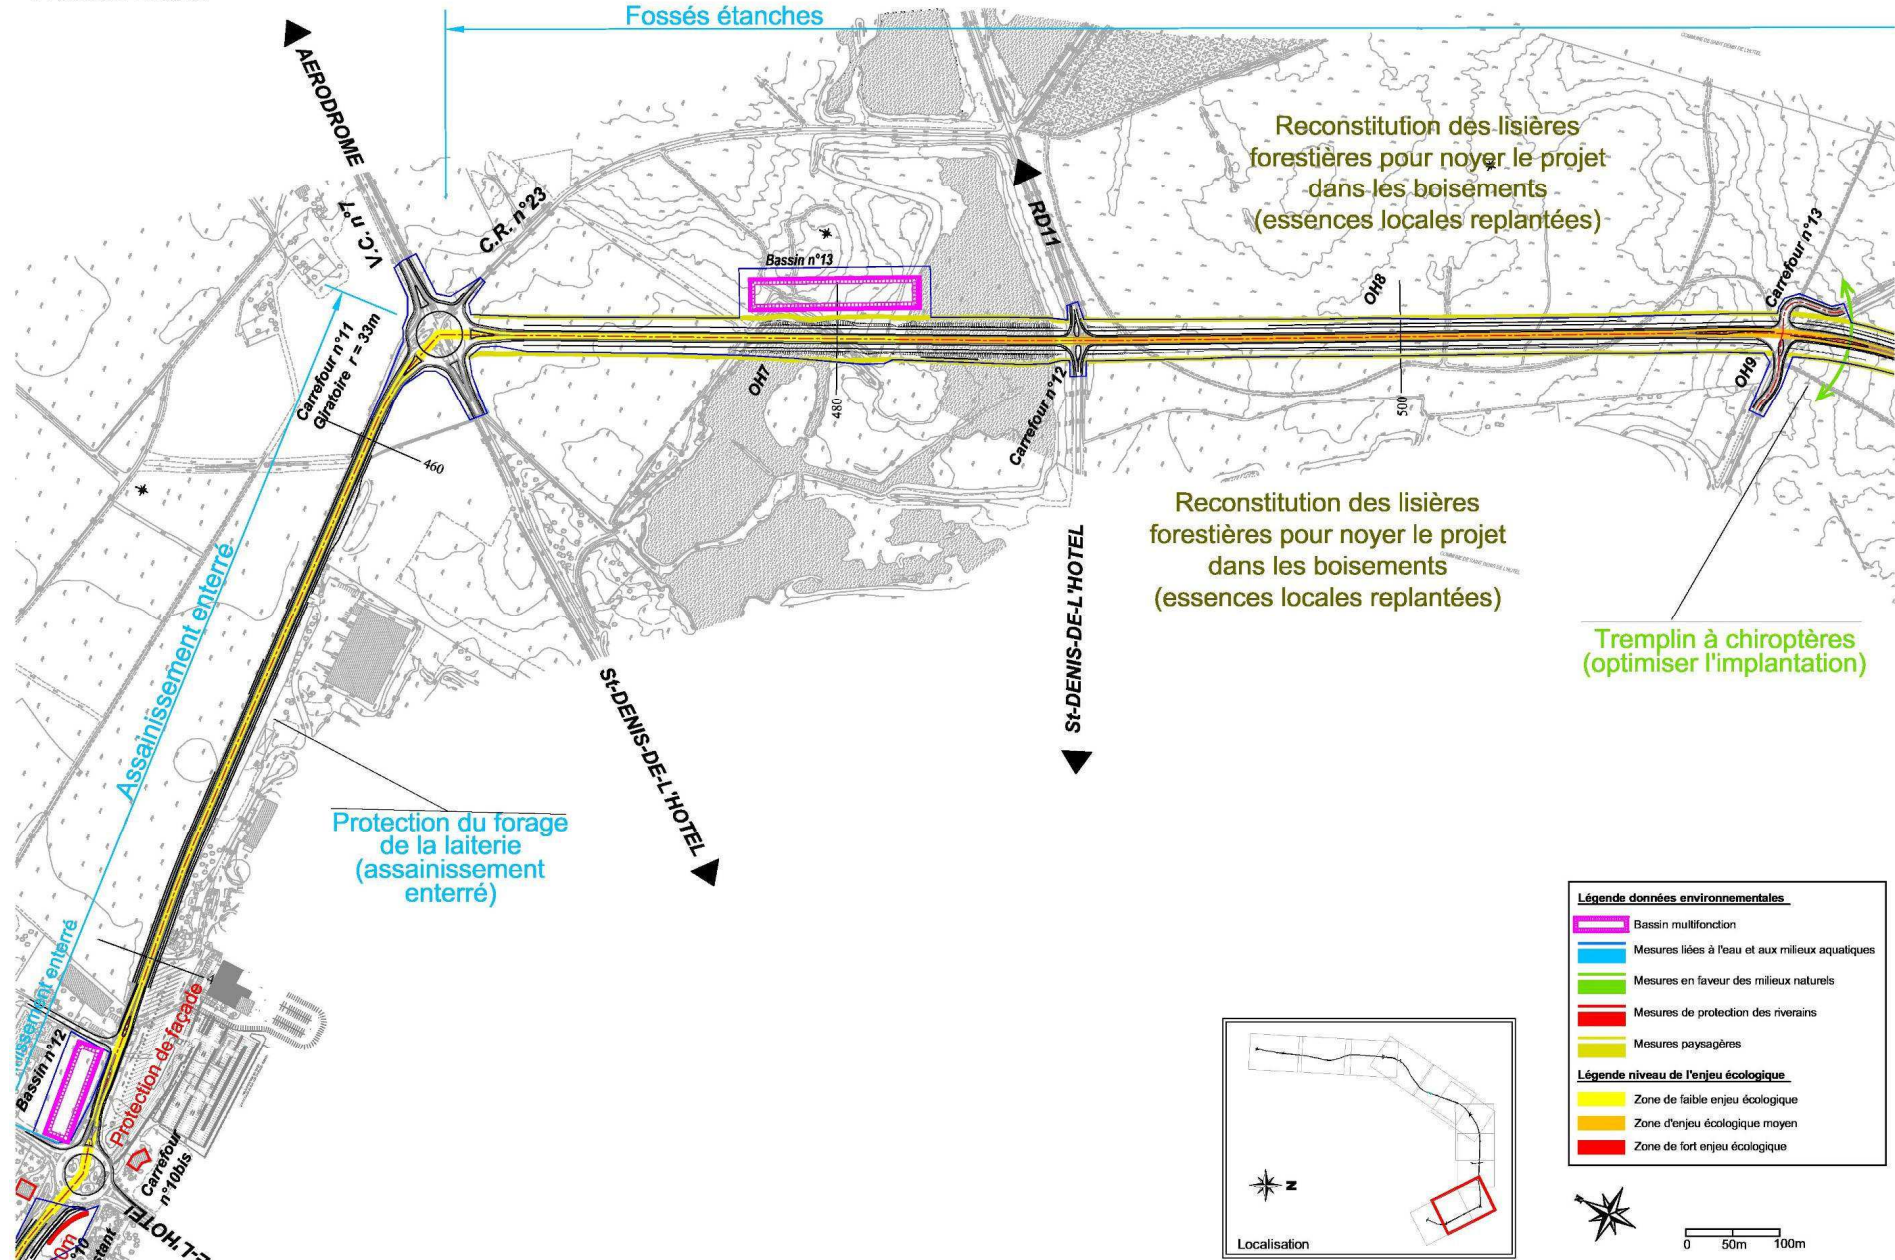 Fossés étanches
AERODROME
V.C. n°7
C.R. n°23
RD11
Reconstitution des lisières
forestières pour noyer le projet
dans les boisements
(essences locales replantées)
Bassin n°13
Carrefour n°11
Giratoire r = 33m
OH7
480
Carrefour n°12
OH8
500
Carrefour n°13
OH9
460
Assainissement enterré
Reconstitution des lisières
forestières pour noyer le projet
dans les boisements
(essences locales replantées)
St-DENIS-DE-L'HOTEL
St-DENIS-DE-L'HOTEL
Tremplin à chiroptères
(optimiser l'implantation)
Protection du forage
de la laiterie
(assainissement
enterré)
Bassin n°12
Protection de façade
Carrefour
n°10bis
Légende données environnementales
Bassin multifonction
Mesures liées à l'eau et aux milieux aquatiques
Mesures en faveur des milieux naturels
Mesures de protection des riverains
Mesures paysagères
Légende niveau de l'enjeu écologique
Zone de faible enjeu écologique
Zone d'enjeu écologique moyen
Zone de fort enjeu écologique
N
Localisation
0 50m 100m